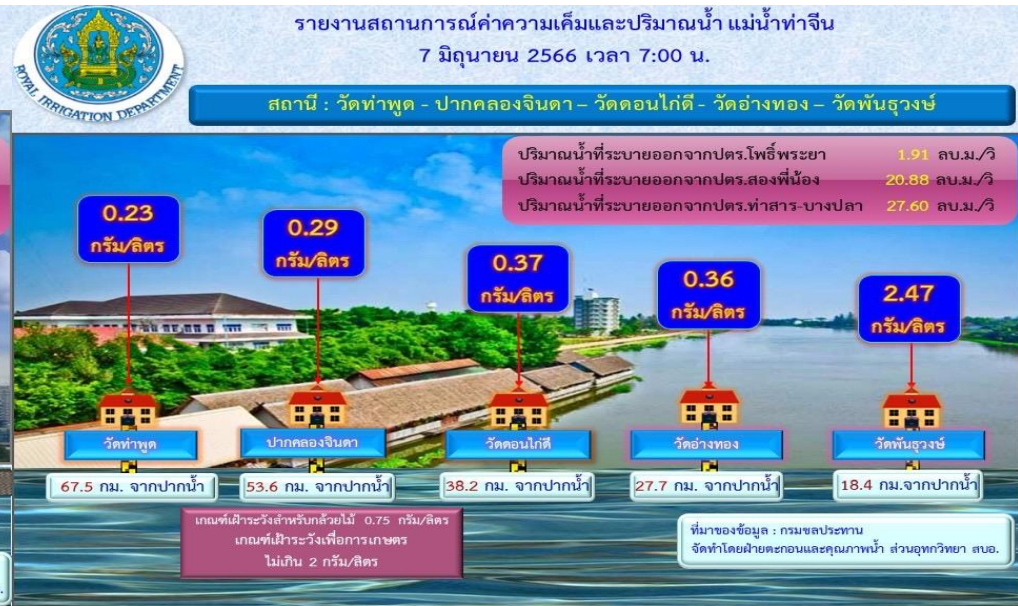 รายงานสถานการณ์ค่าความเค็มและปริมาณน้ำ แม่น้ำท่าจีน
7 มิถุนายน 2566 เวลา 7:00 น.
ROYAL IRRIGATION DEPARTMENT
สถานี : วัดท่าพูด - ปากคลองจินดา – วัดดอนไก่ดี - วัดอ่างทอง – วัดพันธุวงษ์
ปริมาณน้ำที่ระบายออกจากปตร.โพธิ์พระยา 1.91 ลบ.ม./วิ
ปริมาณน้ำที่ระบายออกจากปตร.สองพี่น้อง 20.88 ลบ.ม./วิ
ปริมาณน้ำที่ระบายออกจากปตร.ท่าสาร-บางปลา 27.60 ลบ.ม./วิ
0.23
กรัม/ลิตร
0.29
กรัม/ลิตร
0.37
กรัม/ลิตร
0.36
กรัม/ลิตร
2.47
กรัม/ลิตร
วัดท่าพูด
ปากคลองจินดา
วัดดอนไก่ดี
วัดอ่างทอง
วัดพันธุวงษ์
67.5 กม. จากปากน้ำ
53.6 กม. จากปากน้ำ
38.2 กม. จากปากน้ำ
27.7 กม. จากปากน้ำ
18.4 กม.จากปากน้ำ
เกณฑ์เฝ้าระวังสำหรับกล้วยไม้ 0.75 กรัม/ลิตร
เกณฑ์เฝ้าระวังเพื่อการเกษตร
ไม่เกิน 2 กรัม/ลิตร
ที่มาของข้อมูล : กรมชลประทาน
จัดทำโดยฝ่ายตะกอนและคุณภาพน้ำ ส่วนอุทกวิทยา สบอ.